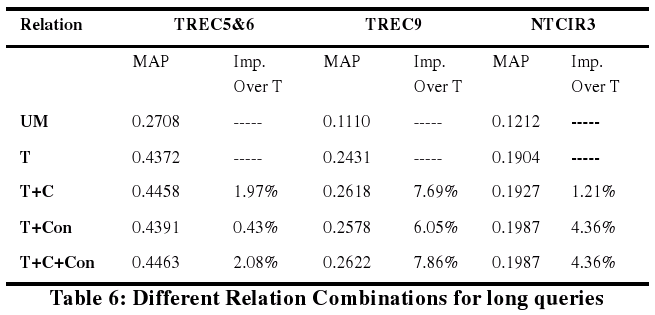 Relation TREC5&6 TREC9 NTCIR3
MAP Imp. MAP Imp. MAP Imp.
Over T Over T Over T
UM 0.2708 ----- 0.1110 ----- 0.1212 -----
T 0.4372 ----- 0.2431 ----- 0.1904 -----
T+C 0.4458 1.97% 0.2618 7.69% 0.1927 1.21%
T+Con 0.4391 0.43% 0.2578 6.05% 0.1987 4.36%
T+C+Con 0.4463 2.08% 0.2622 7.86% 0.1987 4.36%
Table 6: Different Relation Combinations for long queries